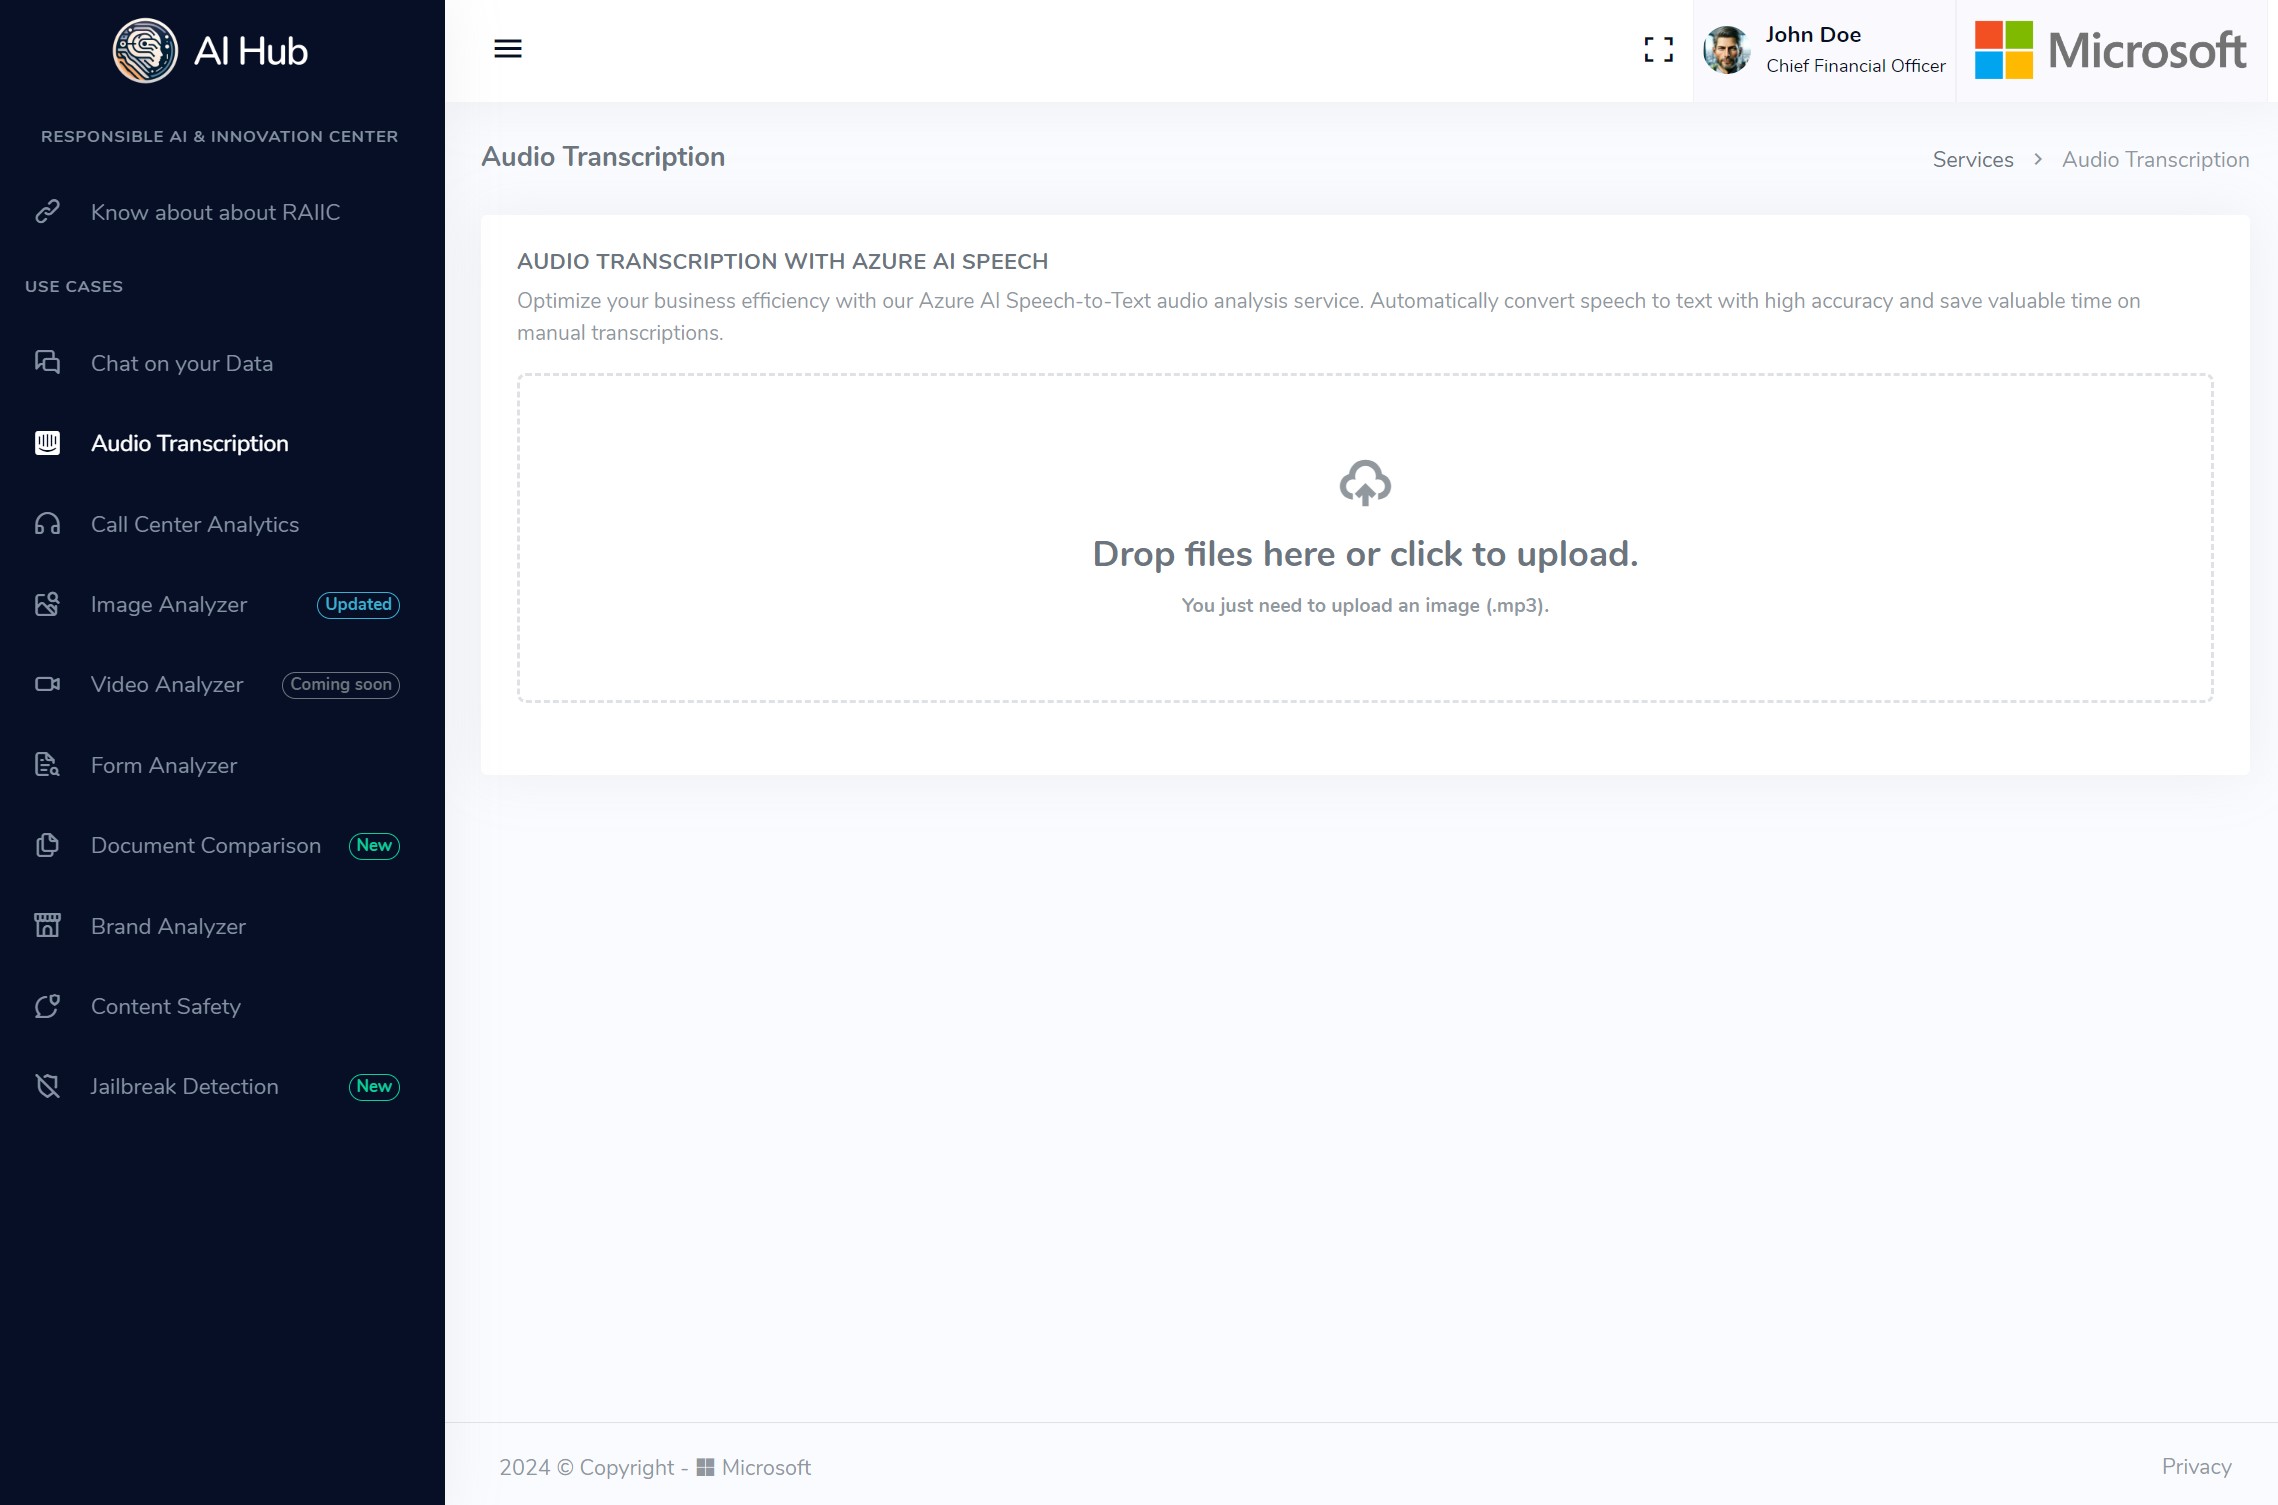 AI Hub
RESPONSIBLE AI & INNOVATION CENTER
Know about about RAIIC
USE CASES
Chat on your Data
Audio Transcription
Call Center Analytics
Image Analyzer Updated
Video Analyzer Coming soon
Form Analyzer
Document Comparison New
Brand Analyzer
Content Safety
Jailbreak Detection New
John Doe
Chief Financial Officer
Microsoft
Audio Transcription
Services > Audio Transcription
AUDIO TRANSCRIPTION WITH AZURE AI SPEECH
Optimize your business efficiency with our Azure AI Speech-to-Text audio analysis service. Automatically convert speech to text with high accuracy and save valuable time on
manual transcriptions.
Drop files here or click to upload.
You just need to upload an image (.mp3).
2024 © Copyright - Microsoft
Privacy